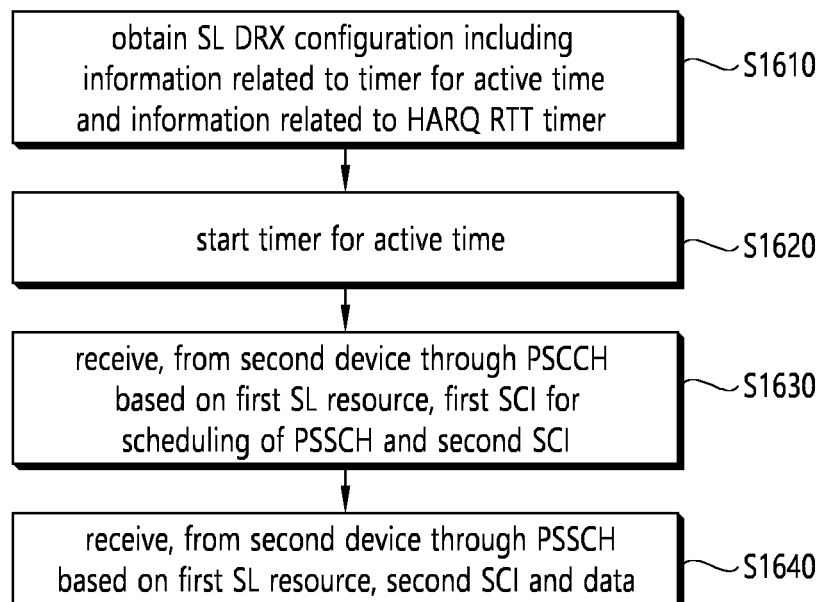 obtain SL DRX configuration including
information related to timer for active time
and information related to HARQ RTT timer
S1610
start timer for active time
S1620
receive, from second device through PSCCH
based on first SL resource, first SCI for
scheduling of PSSCH and second SCI
S1630
receive, from second device through PSSCH
based on first SL resource, second SCI and data
S1640